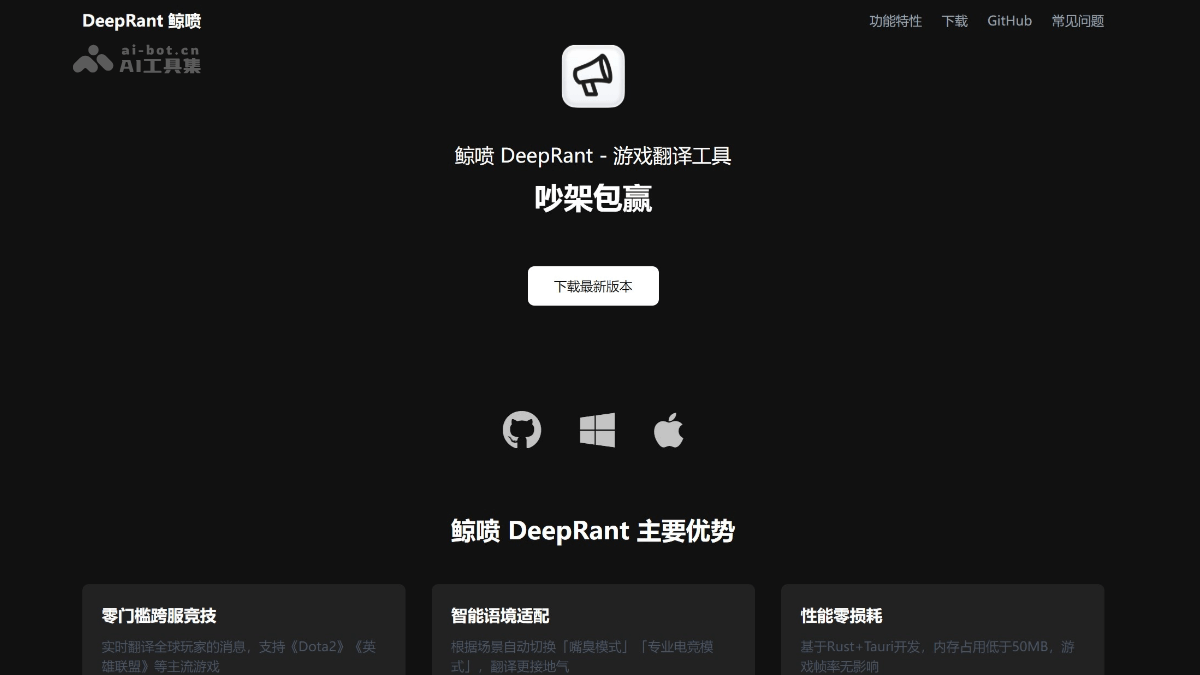 DeepRant 鲸喷
功能特性 下载 GitHub 常见问题
ai-bot.cn
AI工具集
鲸喷 DeepRant - 游戏翻译工具
吵架包赢
下载最新版本
鲸喷 DeepRant 主要优势
零门槛跨服竞技
实时翻译全球玩家的消息，支持《Dota2》《英
雄联盟》等主流游戏
智能语境适配
根据场景自动切换「嘴臭模式」「专业电竞模
式」，翻译更接地气
性能零损耗
基于Rust+Tauri开发，内存占用低于50MB，游
戏帧率无影响